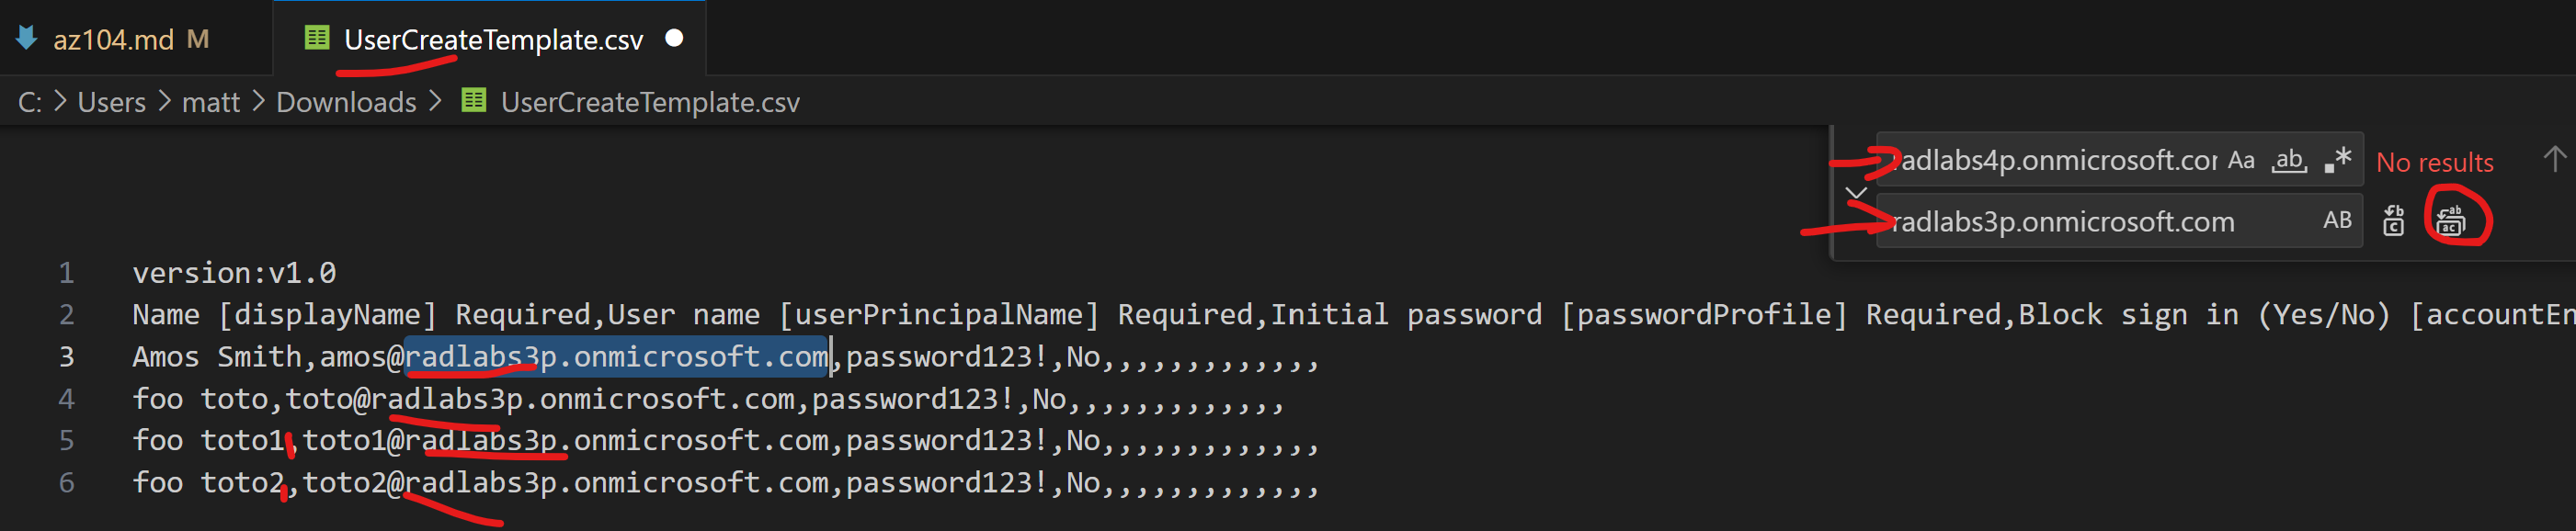 az104.md M UserCreateTemplate.csv
C: > Users > matt > Downloads > UserCreateTemplate.csv
radlabs4p.onmicrosoft.cor Aa ab .* No results
radlabs3p.onmicrosoft.com AB
1 version:v1.0
2 Name [displayName] Required,User name [userPrincipalName] Required,Initial password [passwordProfile] Required,Block sign in (Yes/No) [accountEn
3 Amos Smith,amos@radlabs3p.onmicrosoft.com,password123!,No,,,,,,,,,,,,,
4 foo toto,toto@radlabs3p.onmicrosoft.com,password123!,No,,,,,,,,,,,,,
5 foo toto1,toto1@radlabs3p.onmicrosoft.com,password123!,No,,,,,,,,,,,,,
6 foo toto2,toto2@radlabs3p.onmicrosoft.com,password123!,No,,,,,,,,,,,,,